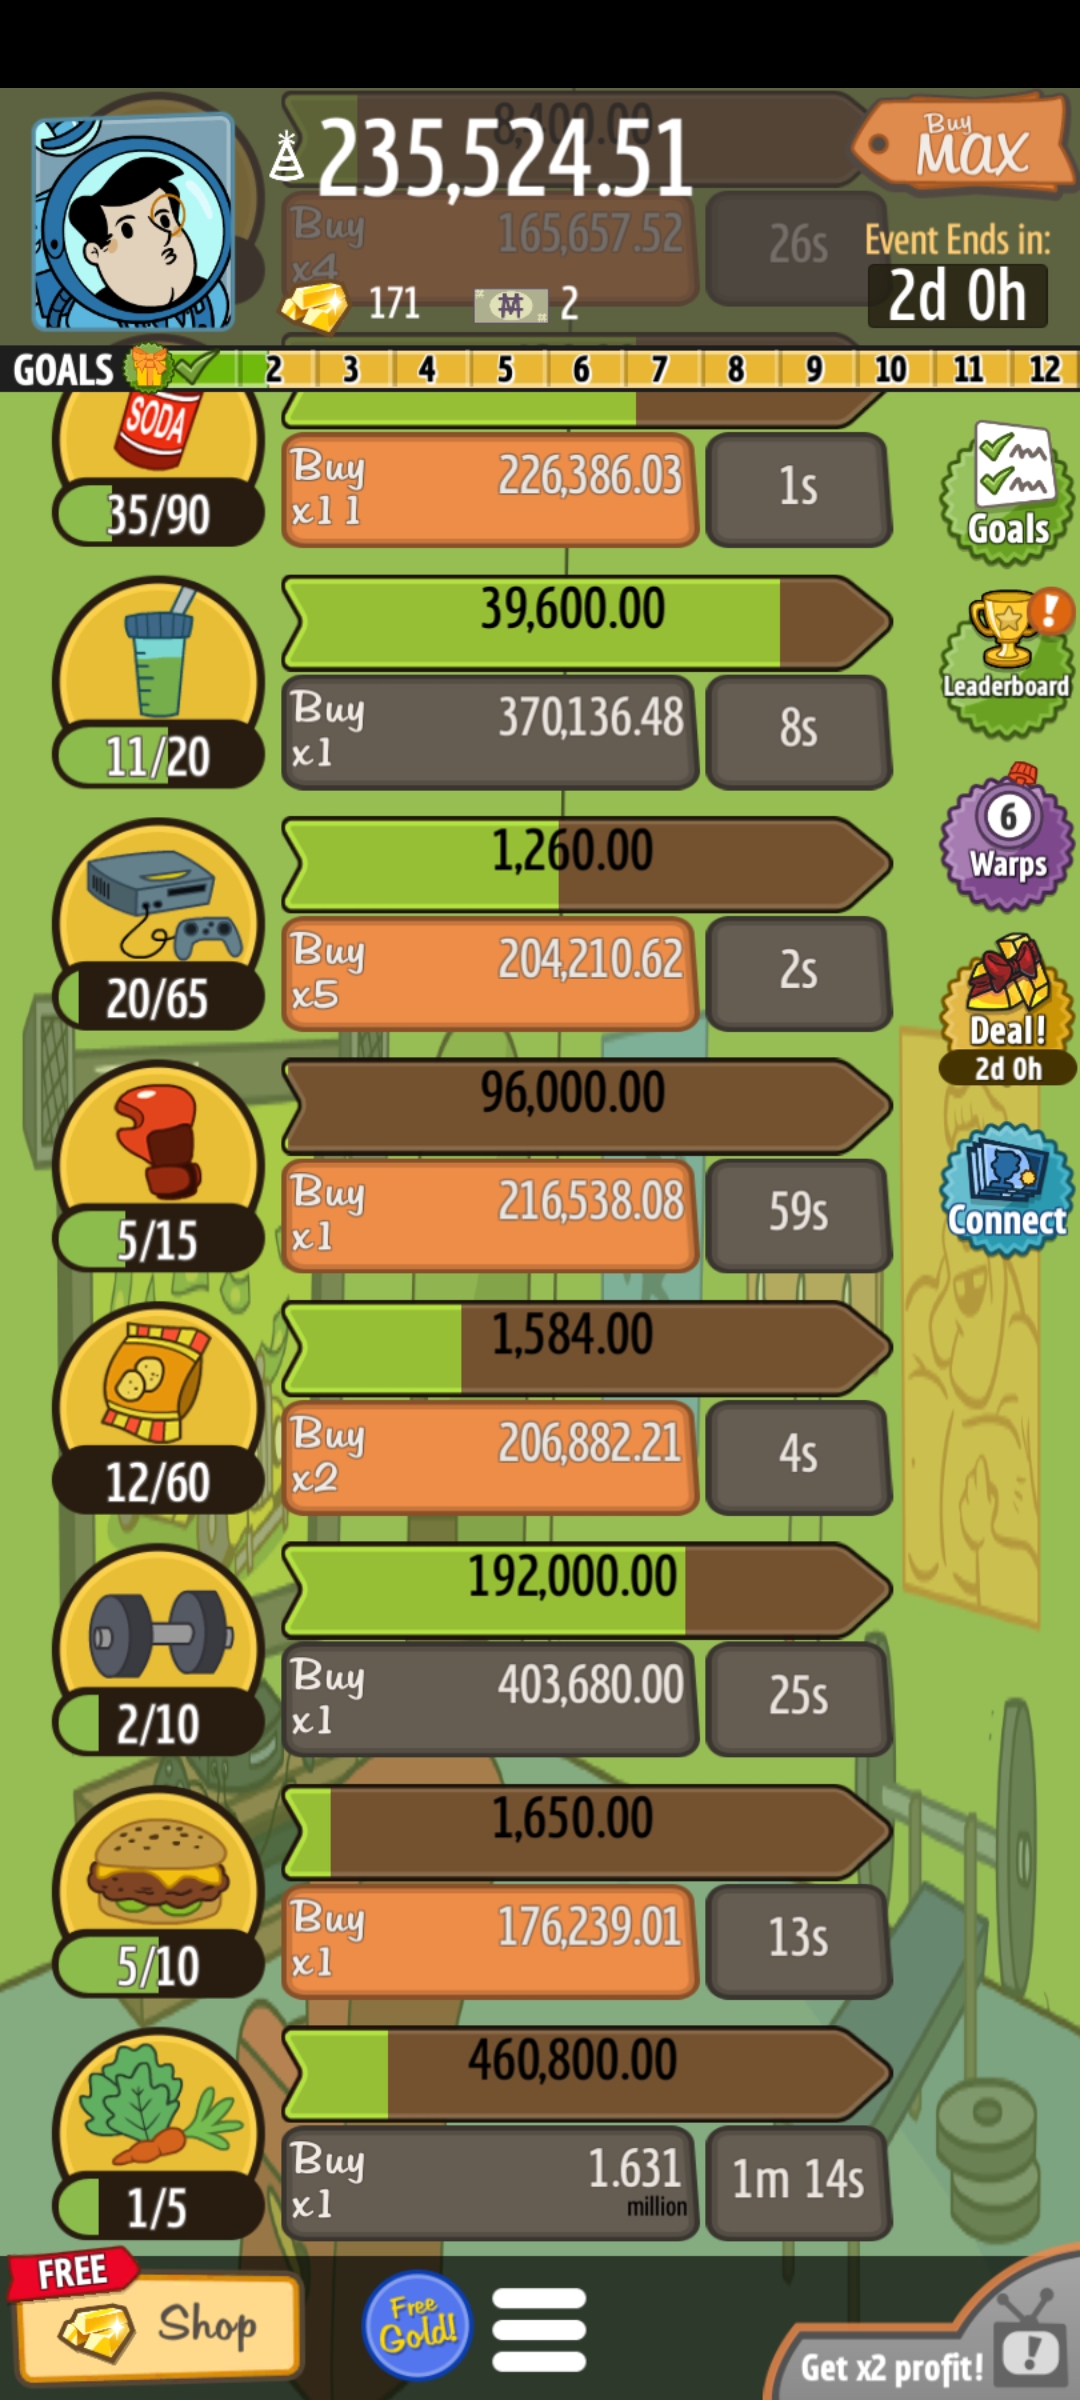 8,400.00
235,524.51
Buy
MAX
Buy
x4
165,657.52
26s
Event Ends in:
2d 0h
171
2
GOALS
2
3
4
5
6
7
8
9
10
11
12
SODA
35/90
Buy
x11
226,386.03
1s
Goals
39,600.00
11/20
Buy
x1
370,136.48
8s
!
Leaderboard
1,260.00
20/65
Buy
x5
204,210.62
2s
6
Warps
Deal!
2d 0h
96,000.00
5/15
Buy
x1
216,538.08
59s
Connect
1,584.00
12/60
Buy
x2
206,882.21
4s
192,000.00
2/10
Buy
x1
403,680.00
25s
1,650.00
5/10
Buy
x1
176,239.01
13s
460,800.00
1/5
Buy
x1
1.631
million
1m 14s
FREE
Shop
Free
Gold!
Get x2 profit!
!